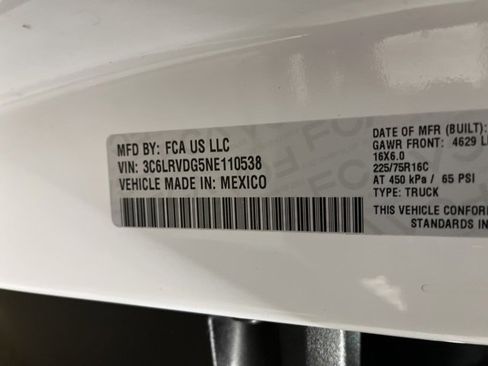 MFD BY: FCA US LLC
VIN: 3C6LRVDG5NE110538
VEHICLE MADE IN: MEXICO
DATE OF MFR (BUILT):
GAWR FRONT: 4629 L
16X6.0
225/75R16C
AT 450 kPa / 65 PSI
TYPE: TRUCK
THIS VEHICLE CONFOR
STANDARDS IN